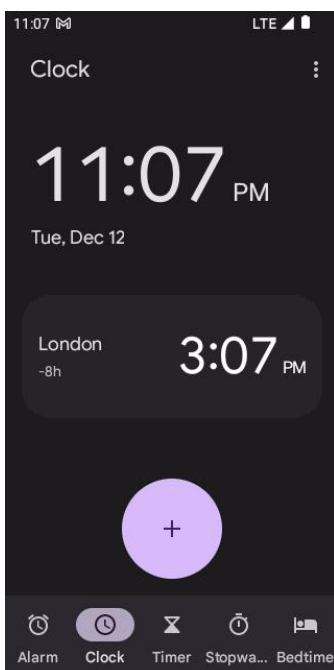 11:07 LTE
Clock
11:07 PM
Tue, Dec 12
London
-8h
3:07 PM
+
Alarm Clock Timer Stopwa... Bedtime